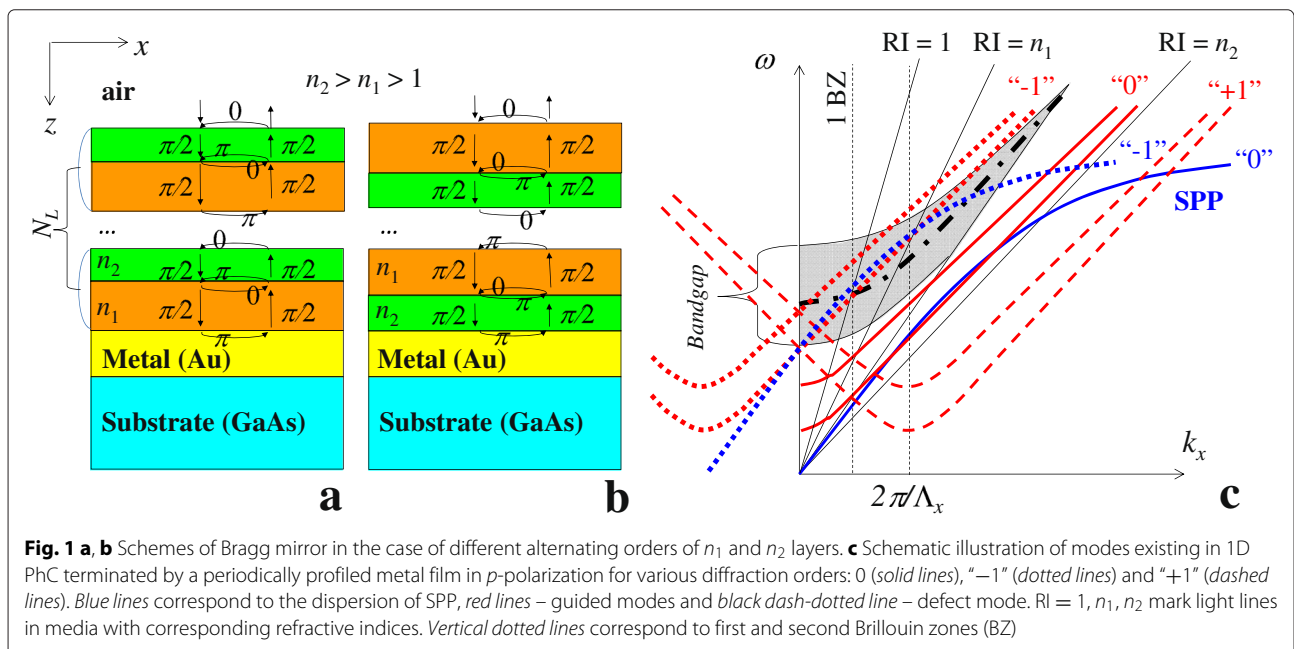 x
z
air
n₂ > n₁ > 1
0
π/2 π π/2
0
π/2 π/2
π
N_L
...
0
n₂ π/2 π π/2
0
n₁ π/2 π/2
π
Metal (Au)
Substrate (GaAs)
a
0
π/2 π/2
0
π/2 π π/2
0
...
π
n₁ π/2 π/2
0
n₂ π/2 π π/2
π
Metal (Au)
Substrate (GaAs)
b
RI = 1 RI = n₁ RI = n₂
ω
1 BZ
“-1” “0” “+1”
“-1”
“0”
SPP
Bandgap
k_x
2π/Λ_x
c
Fig. 1 a, b Schemes of Bragg mirror in the case of different alternating orders of n₁ and n₂ layers. c Schematic illustration of modes existing in 1D
PhC terminated by a periodically profiled metal film in p-polarization for various diffraction orders: 0 (solid lines), “−1” (dotted lines) and “+1” (dashed
lines). Blue lines correspond to the dispersion of SPP, red lines – guided modes and black dash-dotted line – defect mode. RI = 1, n₁, n₂ mark light lines
in media with corresponding refractive indices. Vertical dotted lines correspond to first and second Brillouin zones (BZ)